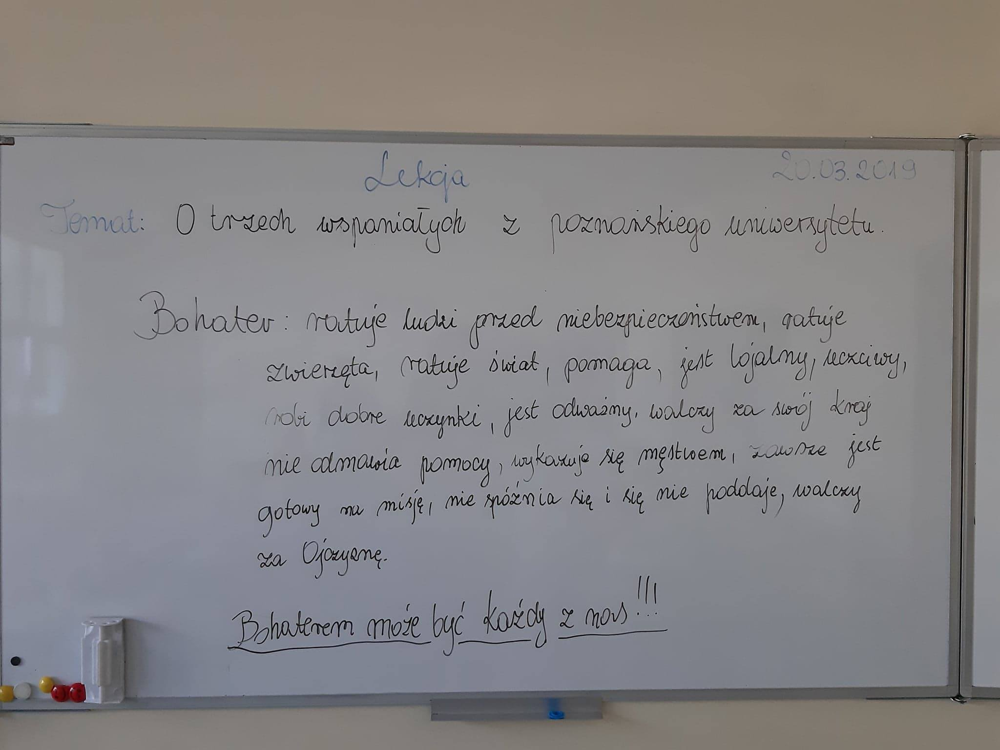 Lekcja 20.03.2019
Temat: O trzech wspaniałych z poznańskiego uniwersytetu.
Bohater: ratuje ludzi przed niebezpieczeństwem, ratuje
zwierzęta, ratuje świat, pomaga, jest lojalny, uczciwy,
robi dobre uczynki, jest odważny, walczy za swój kraj
nie odmawia pomocy, wykazuje się męstwem, zawsze jest
gotowy na misję, nie spóźnia się i się nie poddaje, walczy
za Ojczyznę.
Bohaterem może być każdy z nas!!!